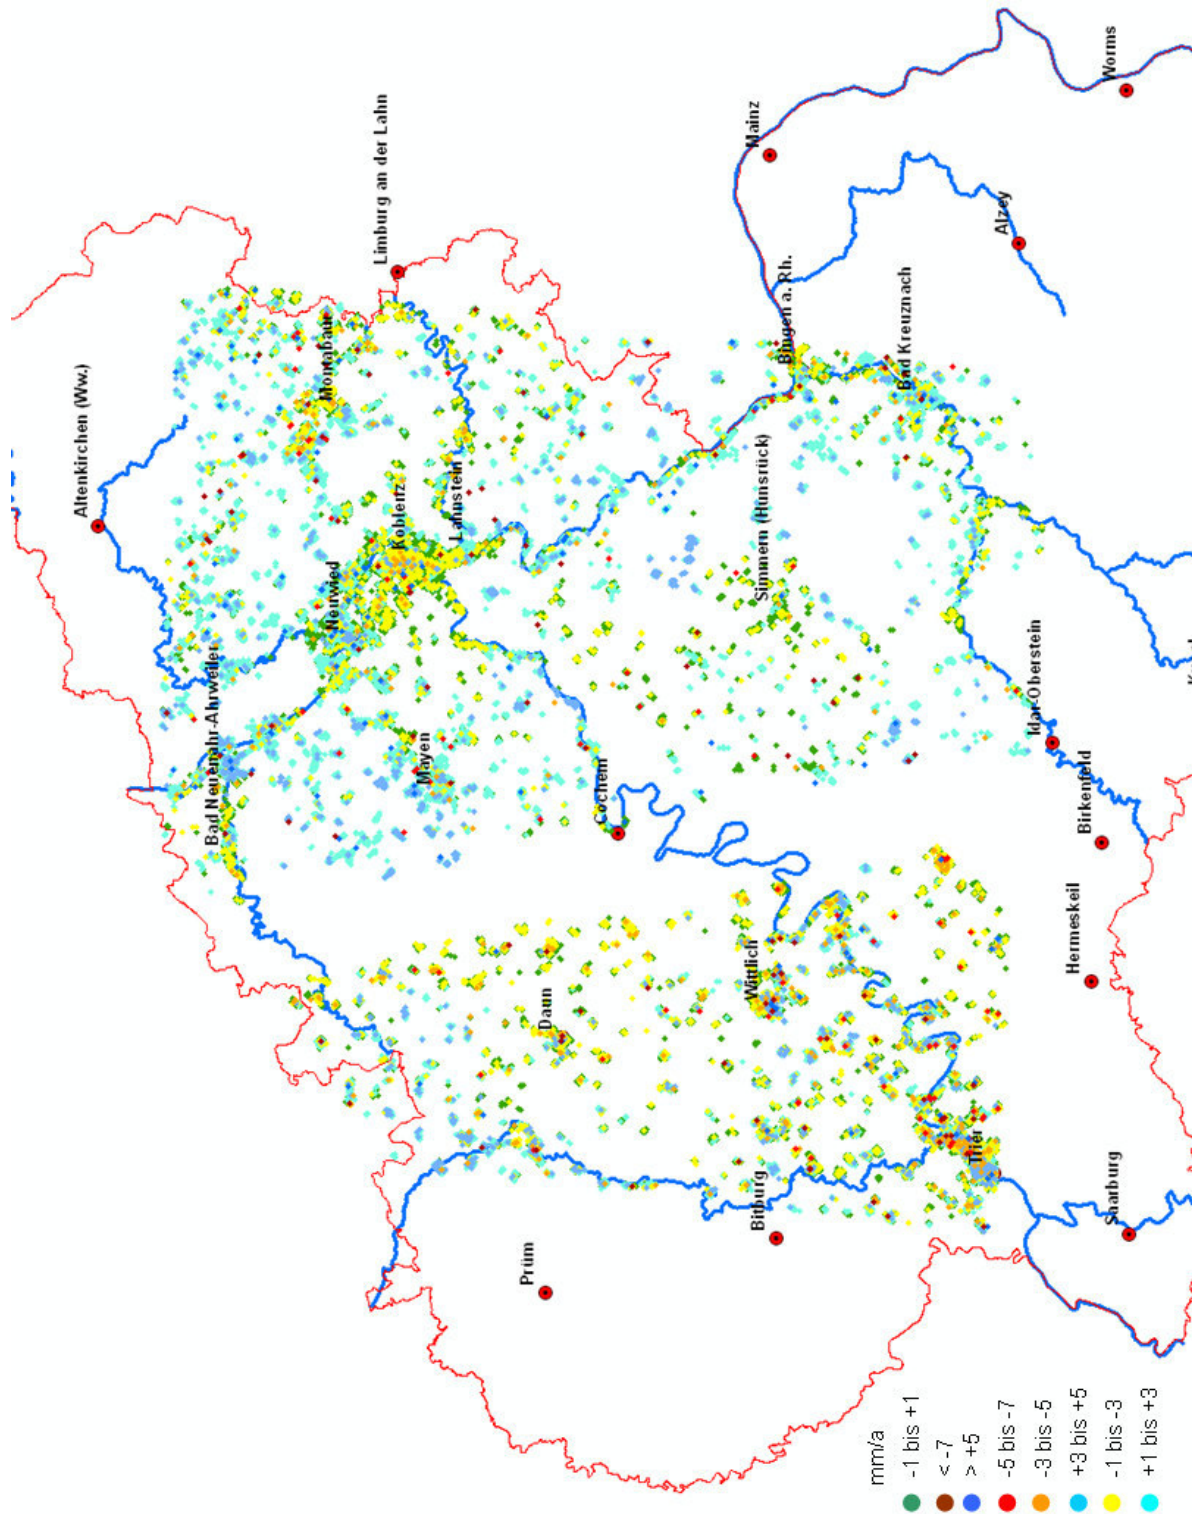 Altenkirchen (Ww.)
Limburg an der Lahn
Montabaur
Bad Neuenahr-Ahrweiler
Neuwied
Koblenz
Lahnstein
Mayen
Cochem
Mainz
Bingen a. Rh.
Bad Kreuznach
Alzey
Worms
Simmern (Hunsrück)
Idar-Oberstein
Birkenfeld
Hermeskeil
Daun
Wittlich
Prüm
Bitburg
Trier
Saarburg
mm/a
-1 bis +1
< -7
> +5
-5 bis -7
-3 bis -5
+3 bis +5
-1 bis -3
+1 bis +3